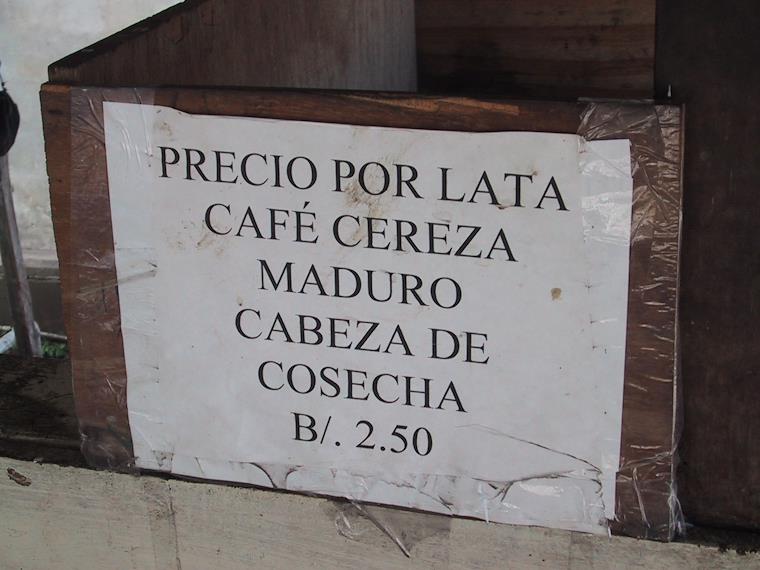 PRECIO POR LATA
CAFÉ CEREZA
MADURO
CABEZA DE
COSECHA
B/. 2.50